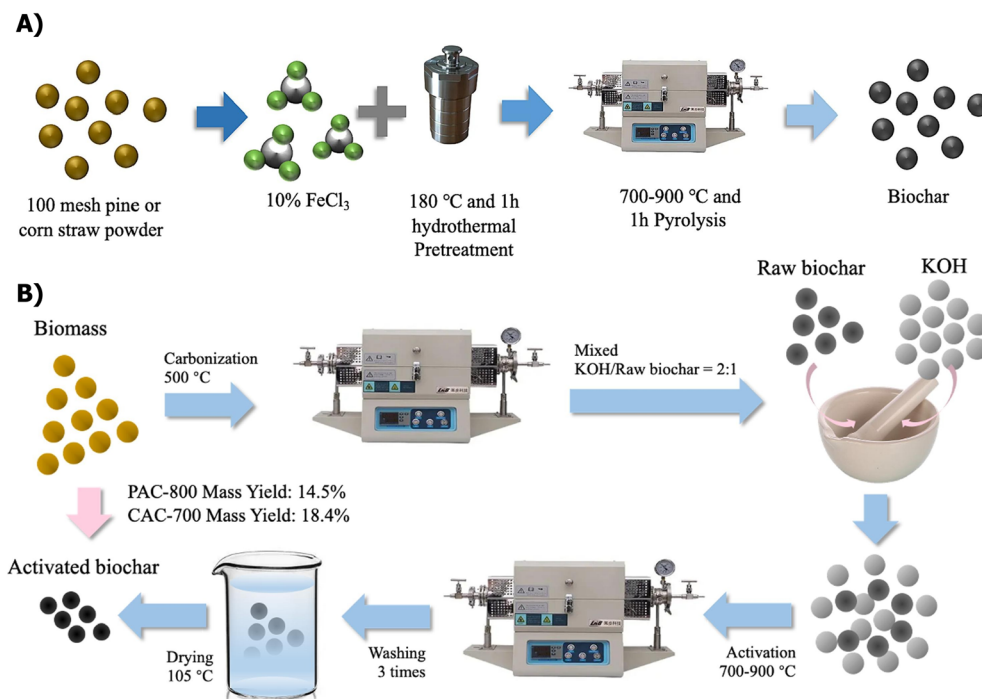 A)
100 mesh pine or
corn straw powder
10% FeCl₃
180 ℃ and 1h
hydrothermal
Pretreatment
700-900 ℃ and
1h Pyrolysis
Biochar
B)
Biomass
Carbonization
500 ℃
Mixed
KOH/Raw biochar = 2:1
Raw biochar
KOH
PAC-800 Mass Yield: 14.5%
CAC-700 Mass Yield: 18.4%
Activated biochar
Drying
105 ℃
Washing
3 times
Activation
700-900 ℃